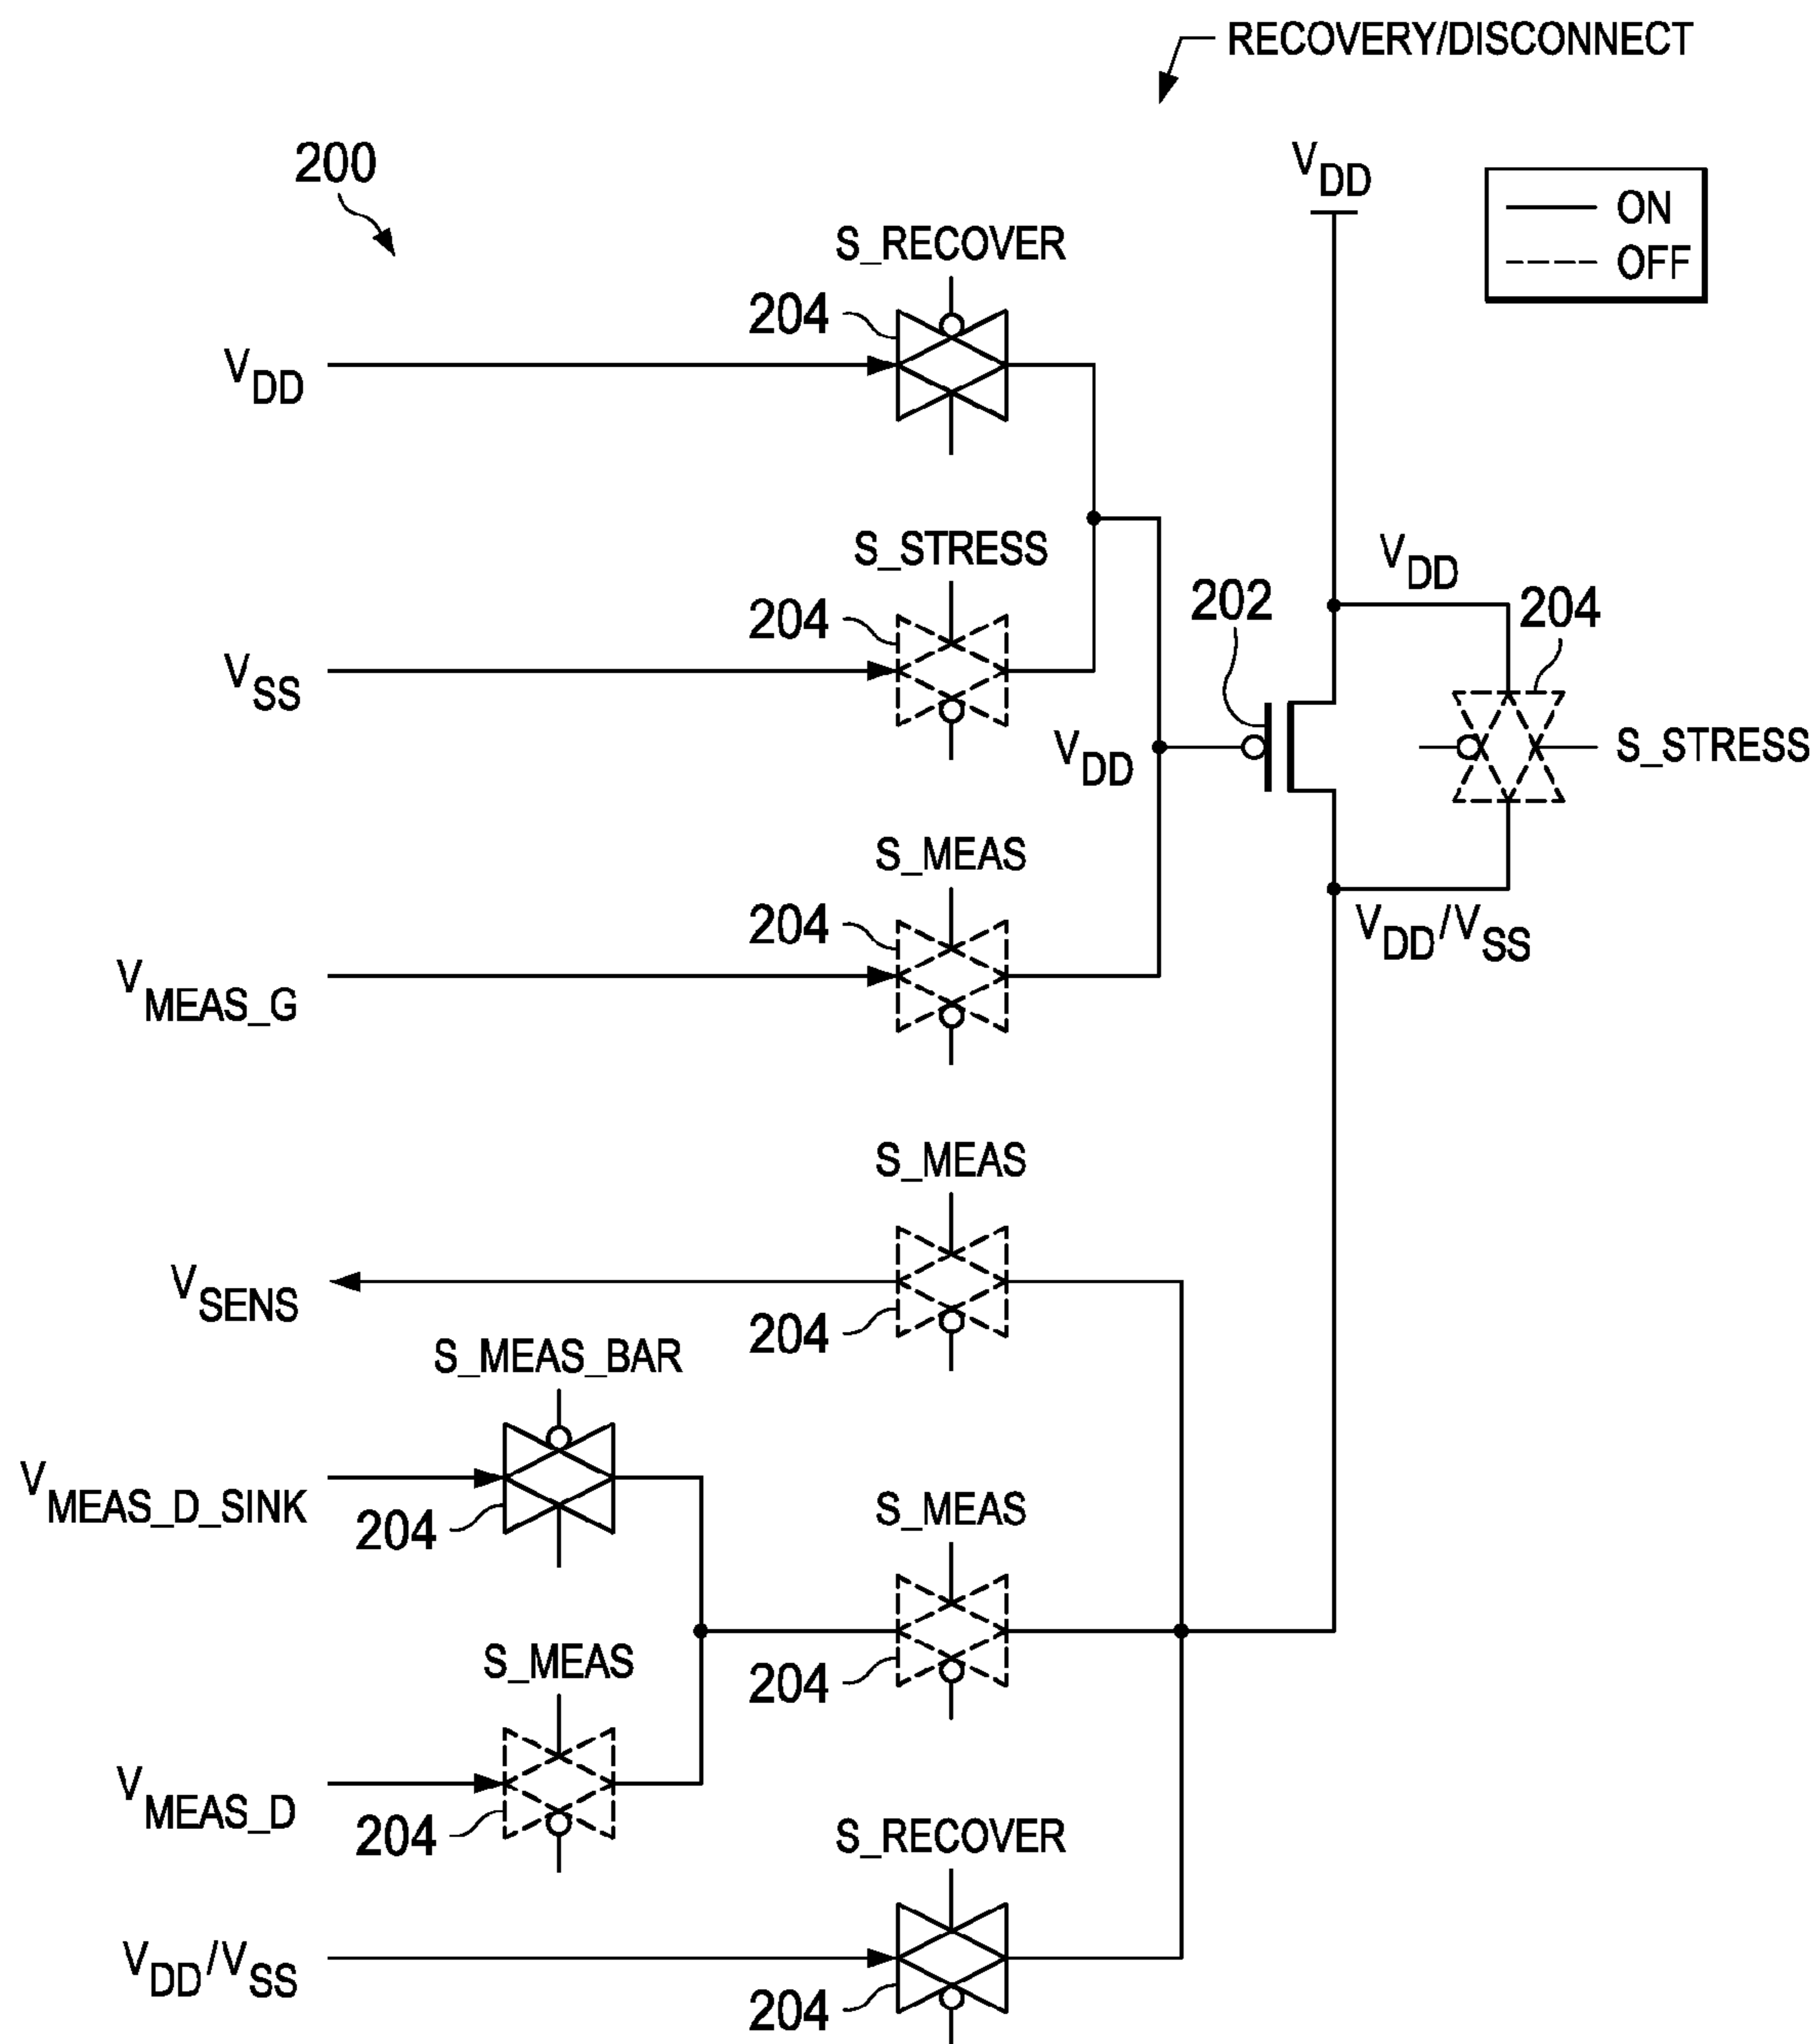 RECOVERY/DISCONNECT
200
VDD
ON
OFF
S_RECOVER
204
VDD
S_STRESS
204
VSS
VDD
202
204
S_STRESS
VDD
S_MEAS
204
VDD/VSS
VMEAS_G
S_MEAS
VSENS
204
S_MEAS_BAR
VMEAS_D_SINK
204
S_MEAS
204
S_MEAS
VMEAS_D
204
S_RECOVER
VDD/VSS
204